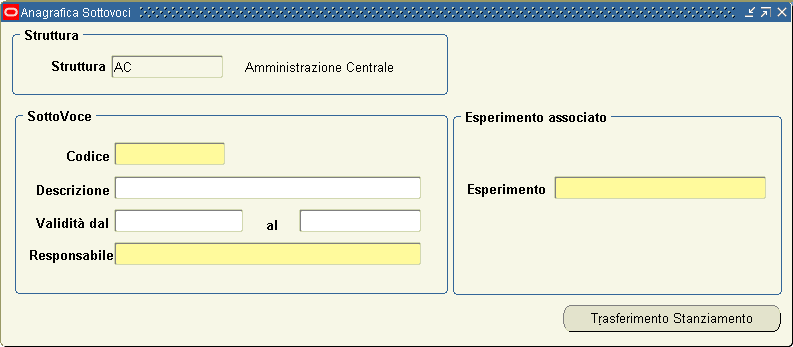 Anagrafica Sottovoci
Struttura
Struttura AC Amministrazione Centrale
SottoVoce
Codice
Descrizione
Validità dal al
Responsabile
Esperimento associato
Esperimento
Trasferimento Stanziamento